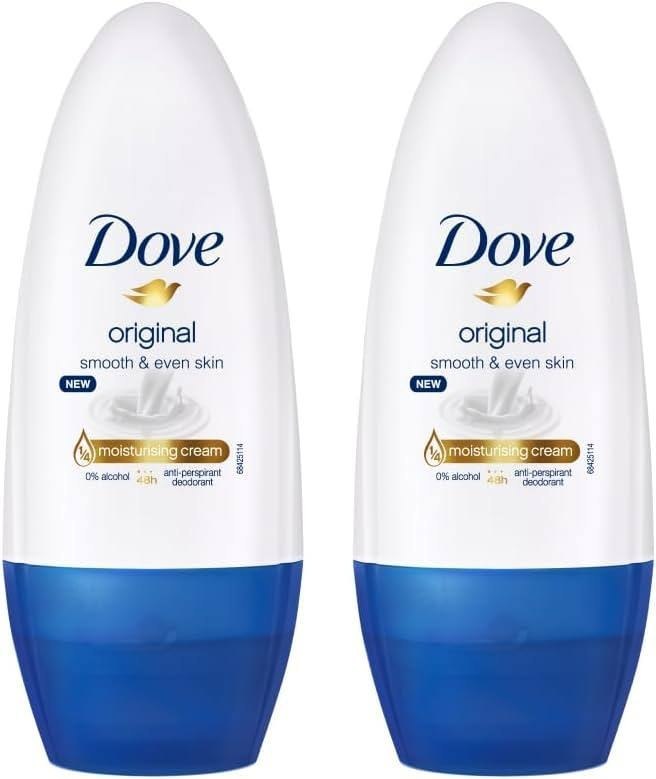 Dove
original
smooth & even skin
NEW
1/4 moisturising cream
0% alcohol 48h anti-perspirant
deodorant
68425114
Dove
original
smooth & even skin
NEW
1/4 moisturising cream
0% alcohol 48h anti-perspirant
deodorant
68425114